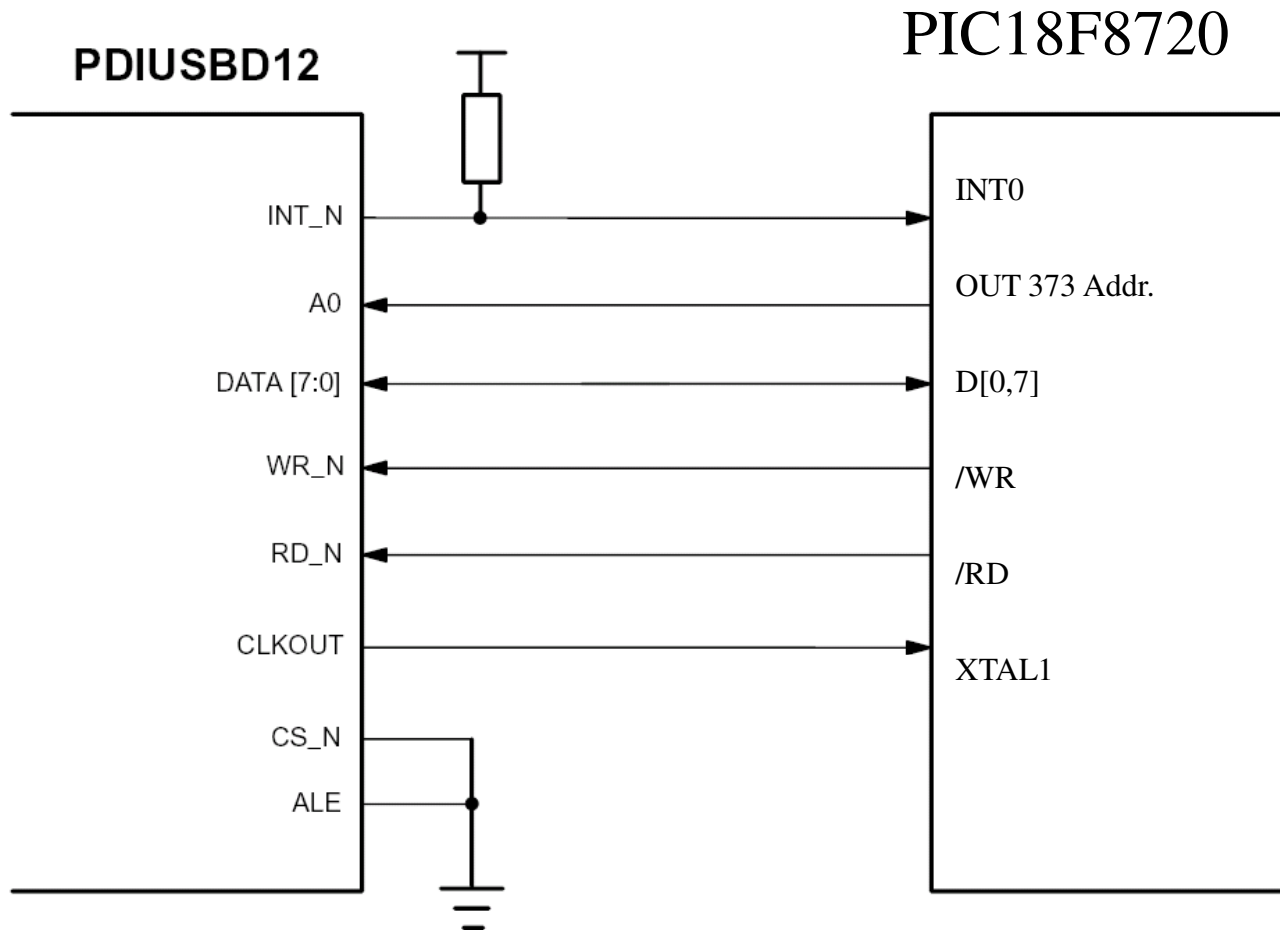 PDIUSBD12
PIC18F8720
INT_N
INT0
A0
OUT 373 Addr.
DATA [7:0]
D[0,7]
WR_N
/WR
RD_N
/RD
CLKOUT
XTAL1
CS_N
ALE